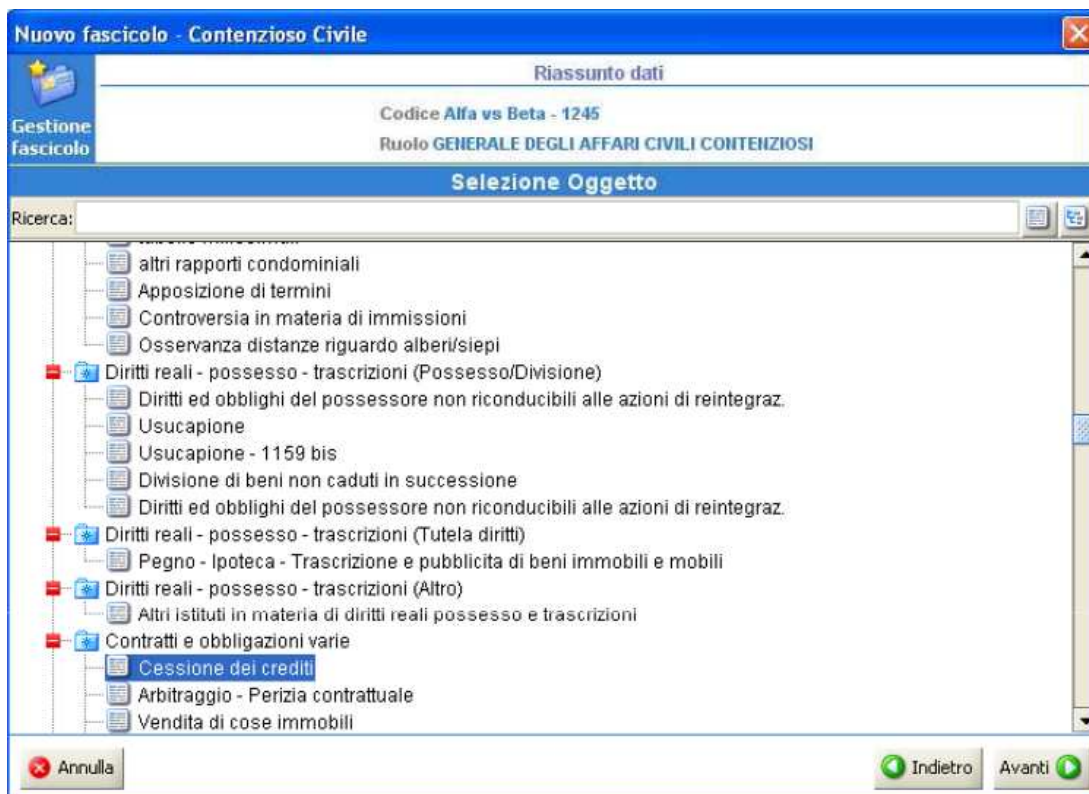 Nuovo fascicolo - Contenzioso Civile
Riassunto dati
Gestione
fascicolo
Codice Alfa vs Beta - 1245
Ruolo GENERALE DEGLI AFFARI CIVILI CONTENZIOSI
Selezione Oggetto
Ricerca:
altri rapporti condominiali
Apposizione di termini
Controversia in materia di immissioni
Osservanza distanze riguardo alberi/siepi
Diritti reali - possesso - trascrizioni (Possesso/Divisione)
Diritti ed obblighi del possessore non riconducibili alle azioni di reintegraz.
Usucapione
Usucapione - 1159 bis
Divisione di beni non caduti in successione
Diritti ed obblighi del possessore non riconducibili alle azioni di reintegraz.
Diritti reali - possesso - trascrizioni (Tutela diritti)
Pegno - Ipoteca - Trascrizione e pubblicita di beni immobili e mobili
Diritti reali - possesso - trascrizioni (Altro)
Altri istituti in materia di diritti reali possesso e trascrizioni
Contratti e obbligazioni varie
Cessione dei crediti
Arbitraggio - Perizia contrattuale
Vendita di cose immobili
Annulla
Indietro
Avanti